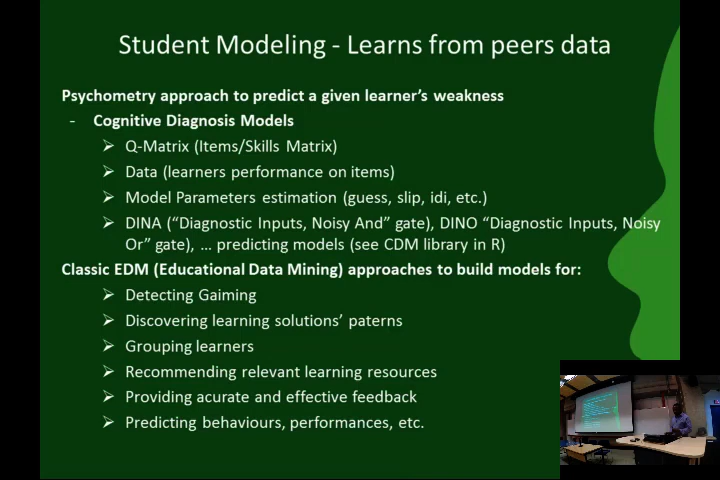 Student Modeling - Learns from peers data
Psychometry approach to predict a given learner's weakness
- Cognitive Diagnosis Models
➢ Q-Matrix (Items/Skills Matrix)
➢ Data (learners performance on items)
➢ Model Parameters estimation (guess, slip, idi, etc.)
➢ DINA (“Diagnostic Inputs, Noisy And” gate), DINO “Diagnostic Inputs, Noisy
Or” gate), … predicting models (see CDM library in R)
Classic EDM (Educational Data Mining) approaches to build models for:
➢ Detecting Gaiming
➢ Discovering learning solutions’ paterns
➢ Grouping learners
➢ Recommending relevant learning resources
➢ Providing acurate and effective feedback
➢ Predicting behaviours, performances, etc.